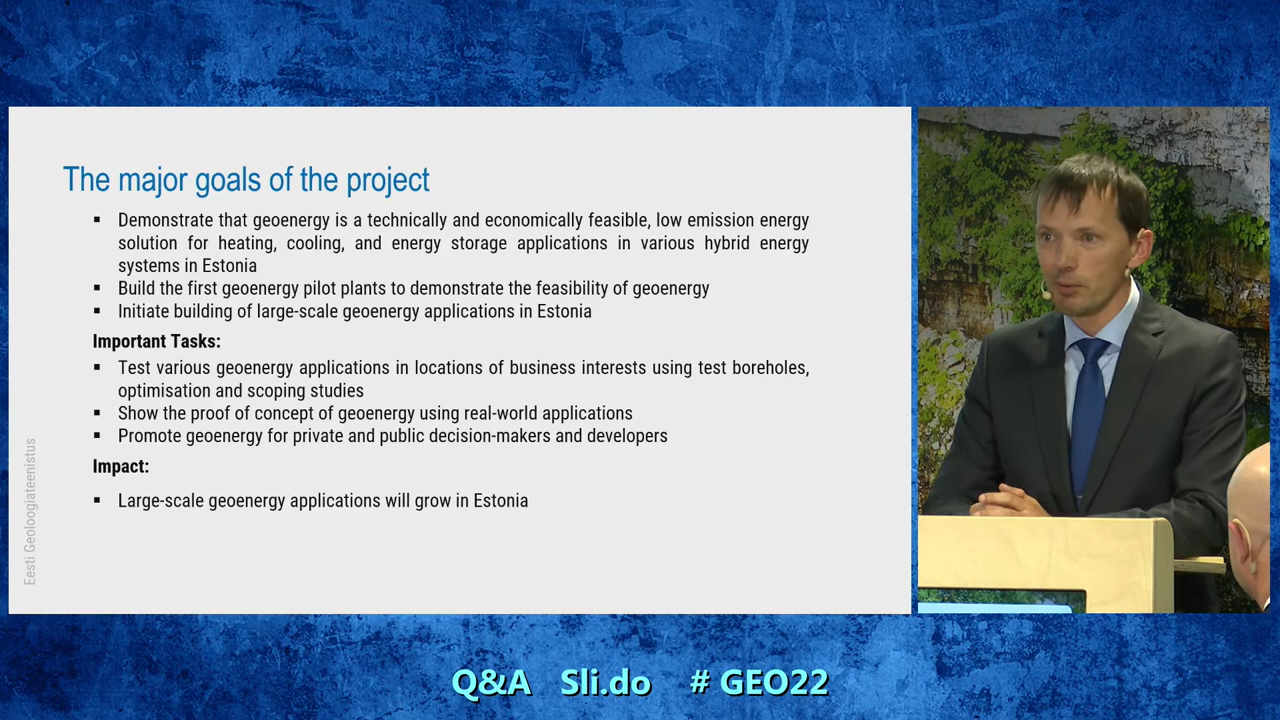 The major goals of the project
▪ Demonstrate that geoenergy is a technically and economically feasible, low emission energy
solution for heating, cooling, and energy storage applications in various hybrid energy
systems in Estonia
▪ Build the first geoenergy pilot plants to demonstrate the feasibility of geoenergy
▪ Initiate building of large-scale geoenergy applications in Estonia
Important Tasks:
▪ Test various geoenergy applications in locations of business interests using test boreholes,
optimisation and scoping studies
▪ Show the proof of concept of geoenergy using real-world applications
▪ Promote geoenergy for private and public decision-makers and developers
Impact:
▪ Large-scale geoenergy applications will grow in Estonia
Eesti Geoloogiateenistus
Q&A Sli.do # GEO22